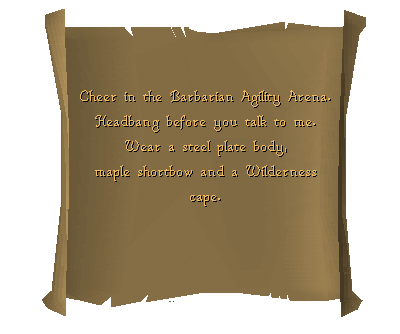 Cheer in the Barbarian Agility Arena.
Headbang before you talk to me.
Wear a steel plate body,
maple shortbow and a Wilderness
cape.